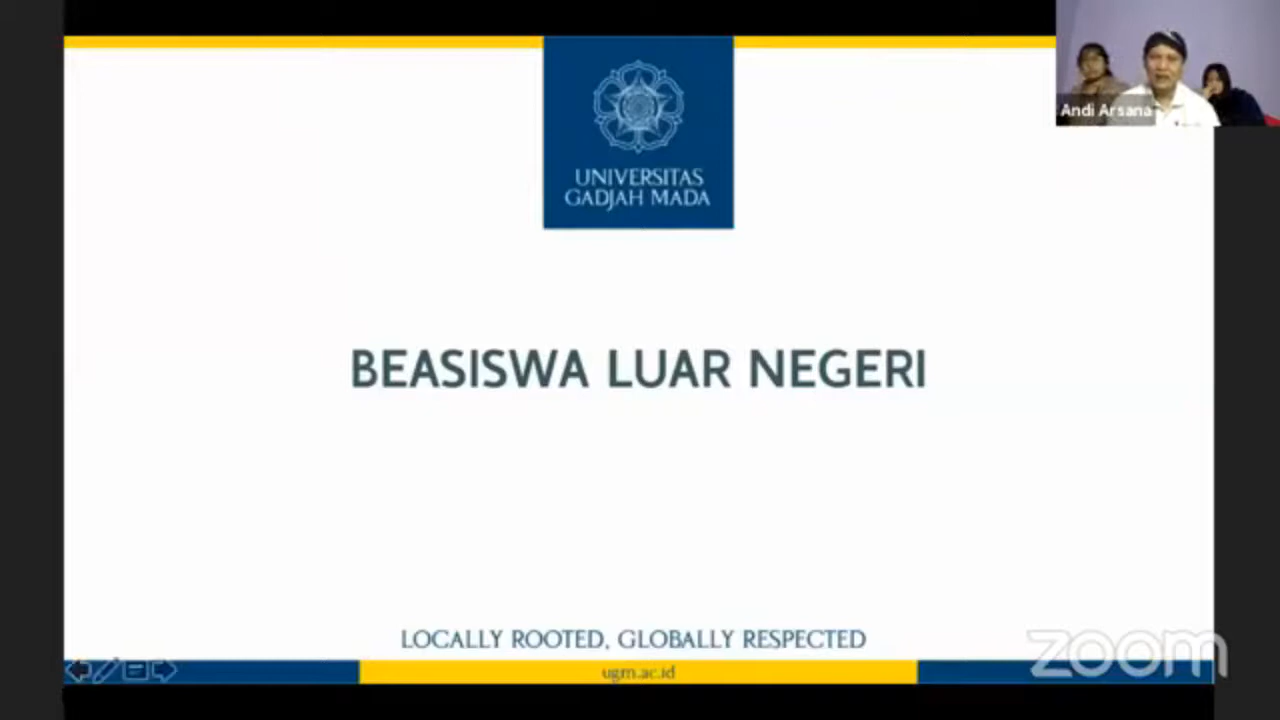 Andi Arsana
UNIVERSITAS
GADJAH MADA
BEASISWA LUAR NEGERI
LOCALLY ROOTED, GLOBALLY RESPECTED
ugm.ac.id
zoom